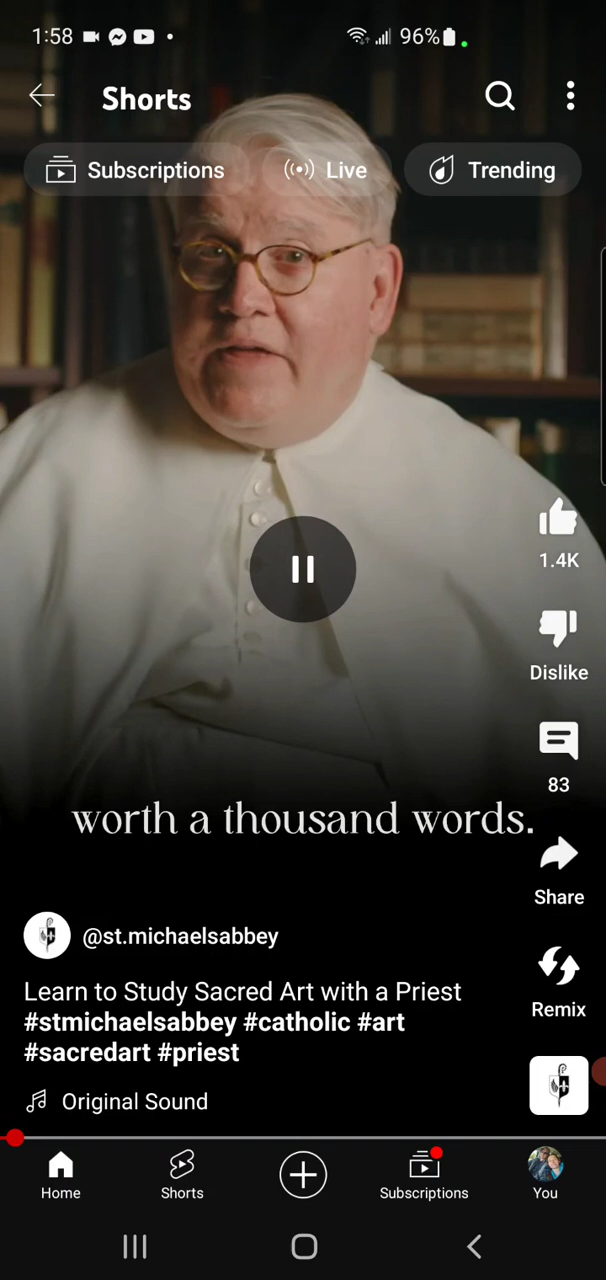 1:58 96%
Shorts
Subscriptions Live Trending
1.4K
Dislike
83
worth a thousand words.
Share
@st.michaelsabbey
Learn to Study Sacred Art with a Priest
#stmichaelsabbey #catholic #art
#sacredart #priest
Remix
Original Sound
Home Shorts Subscriptions You